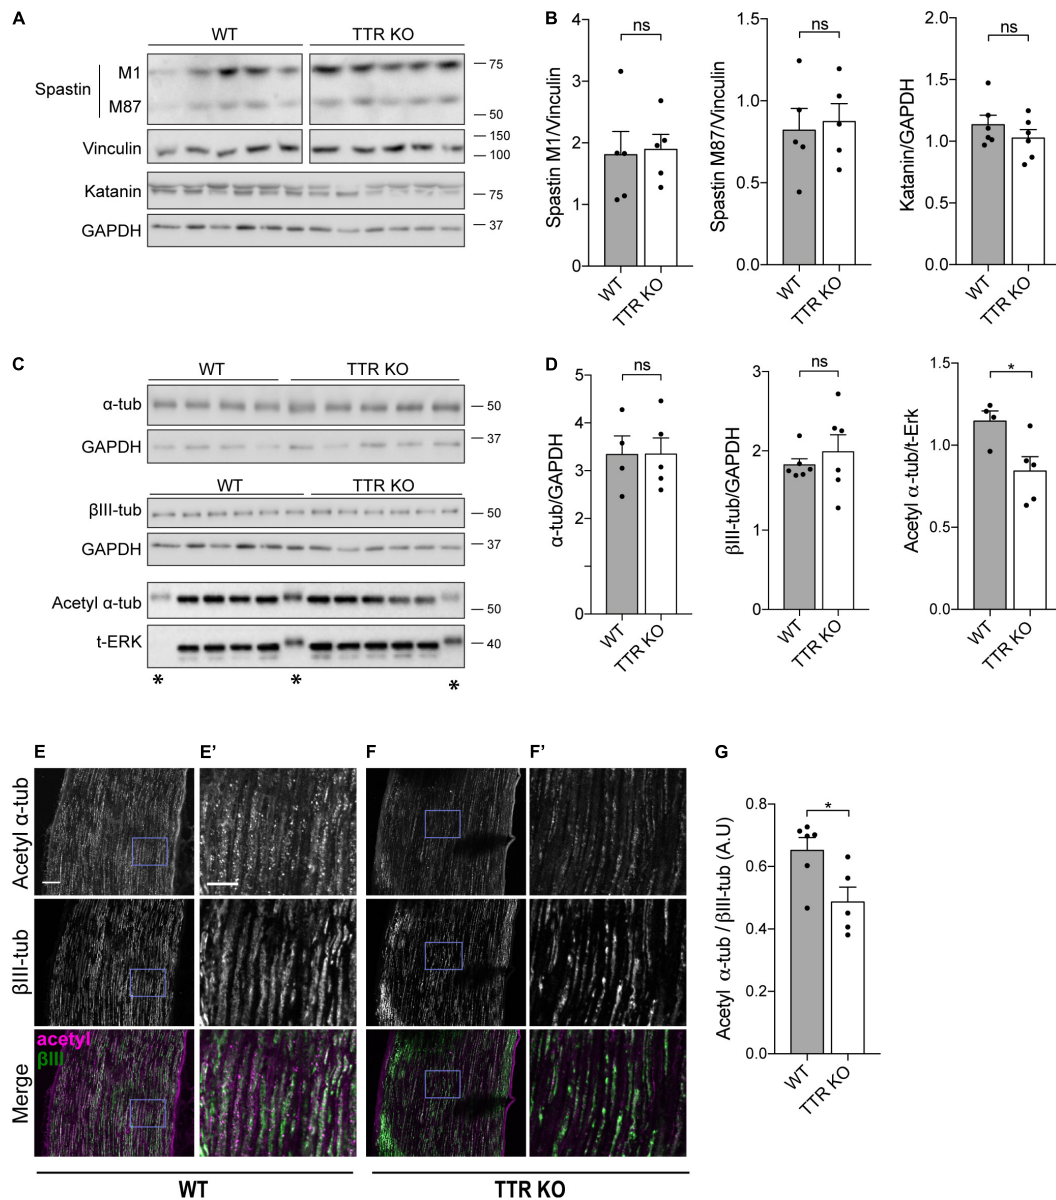 A
WT
TTR KO
Spastin
M1
M87
75
50
Vinculin
150
100
Katanin
75
GAPDH
37
B
Spastin M1/Vinculin
4
3
2
1
0
ns
WT
TTR KO
Spastin M87/Vinculin
1.5
1.0
0.5
0.0
ns
WT
TTR KO
Katanin/GAPDH
2.0
1.5
1.0
0.5
0.0
ns
WT
TTR KO
C
WT
TTR KO
α-tub
50
GAPDH
37
WT
TTR KO
βIII-tub
50
GAPDH
37
Acetyl α-tub
50
t-ERK
40
* * *
D
α-tub/GAPDH
5
4
3
2
1
0
ns
WT
TTR KO
βIII-tub/GAPDH
3
2
1
0
ns
WT
TTR KO
Acetyl α-tub/t-Erk
1.5
1.0
0.5
0.0
*
WT
TTR KO
E
E’
F
F’
Acetyl α-tub
βIII-tub
Merge
acetyl
βIII
WT
TTR KO
G
Acetyl α-tub / βIII-tub (A.U)
0.8
0.6
0.4
0.2
0.0
*
WT
TTR KO